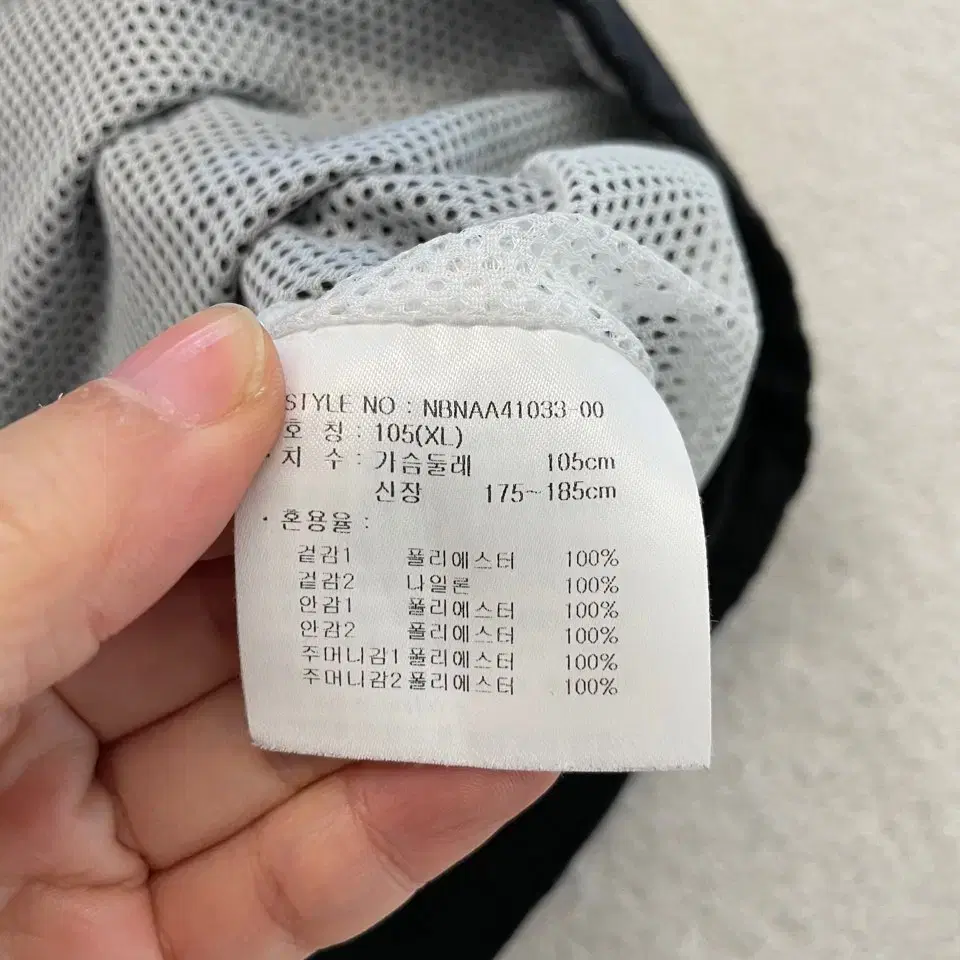 STYLE NO : NBNAA41033-00
호 칭 : 105(XL)
· 치 수 : 가슴둘레 105cm
신장 175~185cm
· 혼용율 :
겉감1 폴리에스터 100%
겉감2 나일론 100%
안감1 폴리에스터 100%
안감2 폴리에스터 100%
주머니감1 폴리에스터 100%
주머니감2 폴리에스터 100%